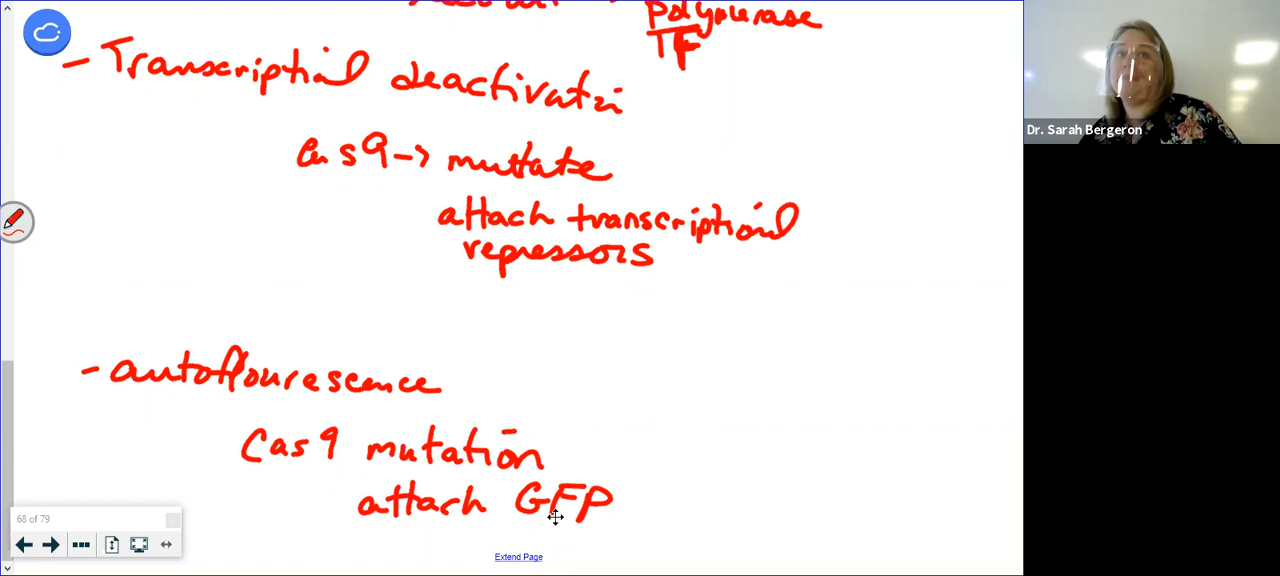 polymerase
TF
- Transcriptional deactivation
Cas9 -> muttate
attach transcriptional
repressors
- autoflourescence
Cas9 mutation
attach GFP
68 of 79
Extend Page
Dr. Sarah Bergeron